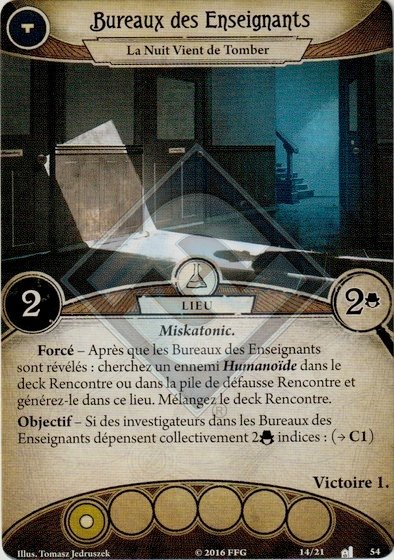 Bureaux des Enseignants
La Nuit Vient de Tomber
2
LIEU
2
Miskatonic.
Forcé – Après que les Bureaux des Enseignants
sont révélés : cherchez un ennemi Humanoïde dans le
deck Rencontre ou dans la pile de défausse Rencontre et
générez-le dans ce lieu. Mélangez le deck Rencontre.
Objectif – Si des investigateurs dans les Bureaux des
Enseignants dépensent collectivement 2 indices : (→ C1)
Victoire 1.
Illus. Tomasz Jedruszek © 2016 FFG 14/21 54